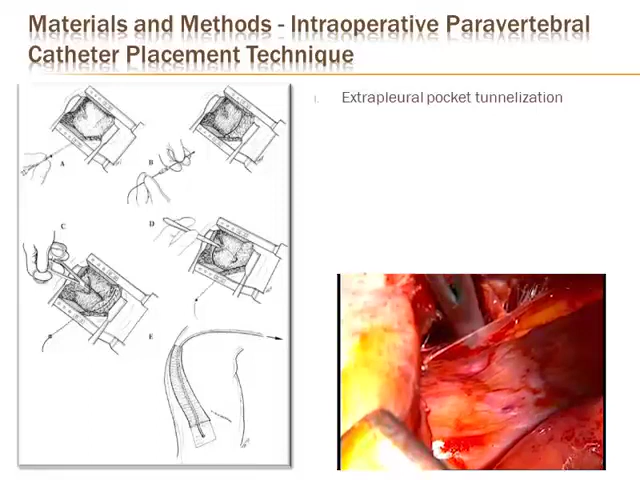 Materials and Methods - Intraoperative Paravertebral
Catheter Placement Technique
I. Extrapleural pocket tunnelization
A
B
C
D
E